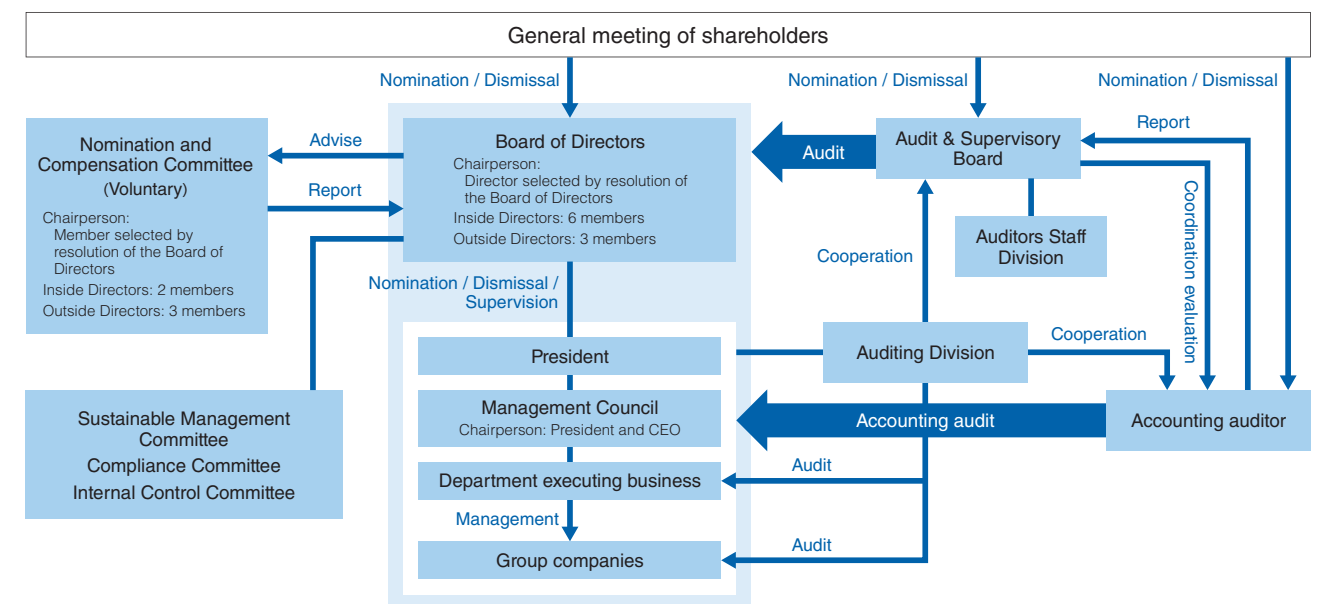 General meeting of shareholders
Nomination / Dismissal
Nomination / Dismissal
Nomination / Dismissal
Nomination and
Compensation Committee
(Voluntary)
Chairperson:
Member selected by
resolution of the Board of
Directors
Inside Directors: 2 members
Outside Directors: 3 members
Advise
Report
Board of Directors
Chairperson:
Director selected by resolution of
the Board of Directors
Inside Directors: 6 members
Outside Directors: 3 members
Audit
Audit & Supervisory
Board
Report
Coordination evaluation
Auditors Staff
Division
Cooperation
Nomination / Dismissal /
Supervision
President
Auditing Division
Cooperation
Management Council
Chairperson: President and CEO
Accounting audit
Accounting auditor
Sustainable Management
Committee
Compliance Committee
Internal Control Committee
Department executing business
Audit
Management
Group companies
Audit